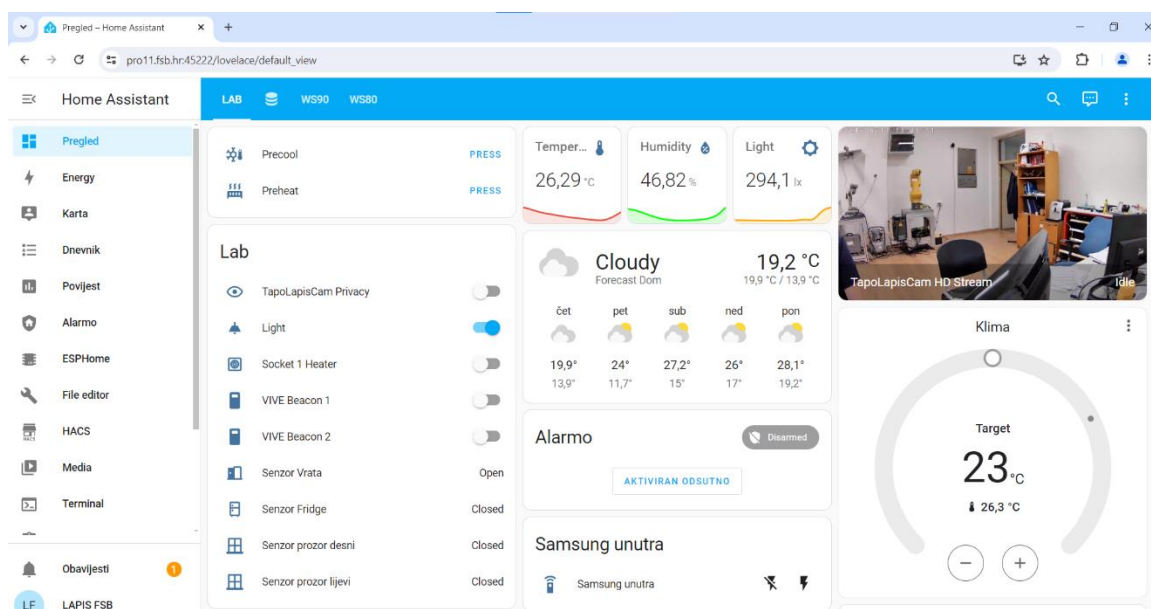 Pregled – Home Assistant
pro11.fsb.hr:45222/lovelace/default_view
Home Assistant
LAB WS90 WS80
Pregled
Energy
Karta
Dnevnik
Povijest
Alarmo
ESPHome
File editor
HACS
Media
Terminal
Obavijesti 1
LF LAPIS FSB
Precool PRESS
Preheat PRESS
Lab
TapoLapisCam Privacy
Light
Socket 1 Heater
VIVE Beacon 1
VIVE Beacon 2
Senzor Vrata Open
Senzor Fridge Closed
Senzor prozor desni Closed
Senzor prozor lijevi Closed
Temper...
26,29 °C
Humidity
46,82 %
Light
294,1 lx
Cloudy 19,2 °C
Forecast Dom 19,9 °C / 13,9 °C
čet pet sub ned pon
19,9° 24° 27,2° 26° 28,1°
13,9° 11,7° 15° 17° 19,2°
Alarmo Disarmed
AKTIVIRAN ODSUTNO
Samsung unutra
Samsung unutra
TapoLapisCam HD Stream Idle
Klima
Target
23 °C
26,3 °C